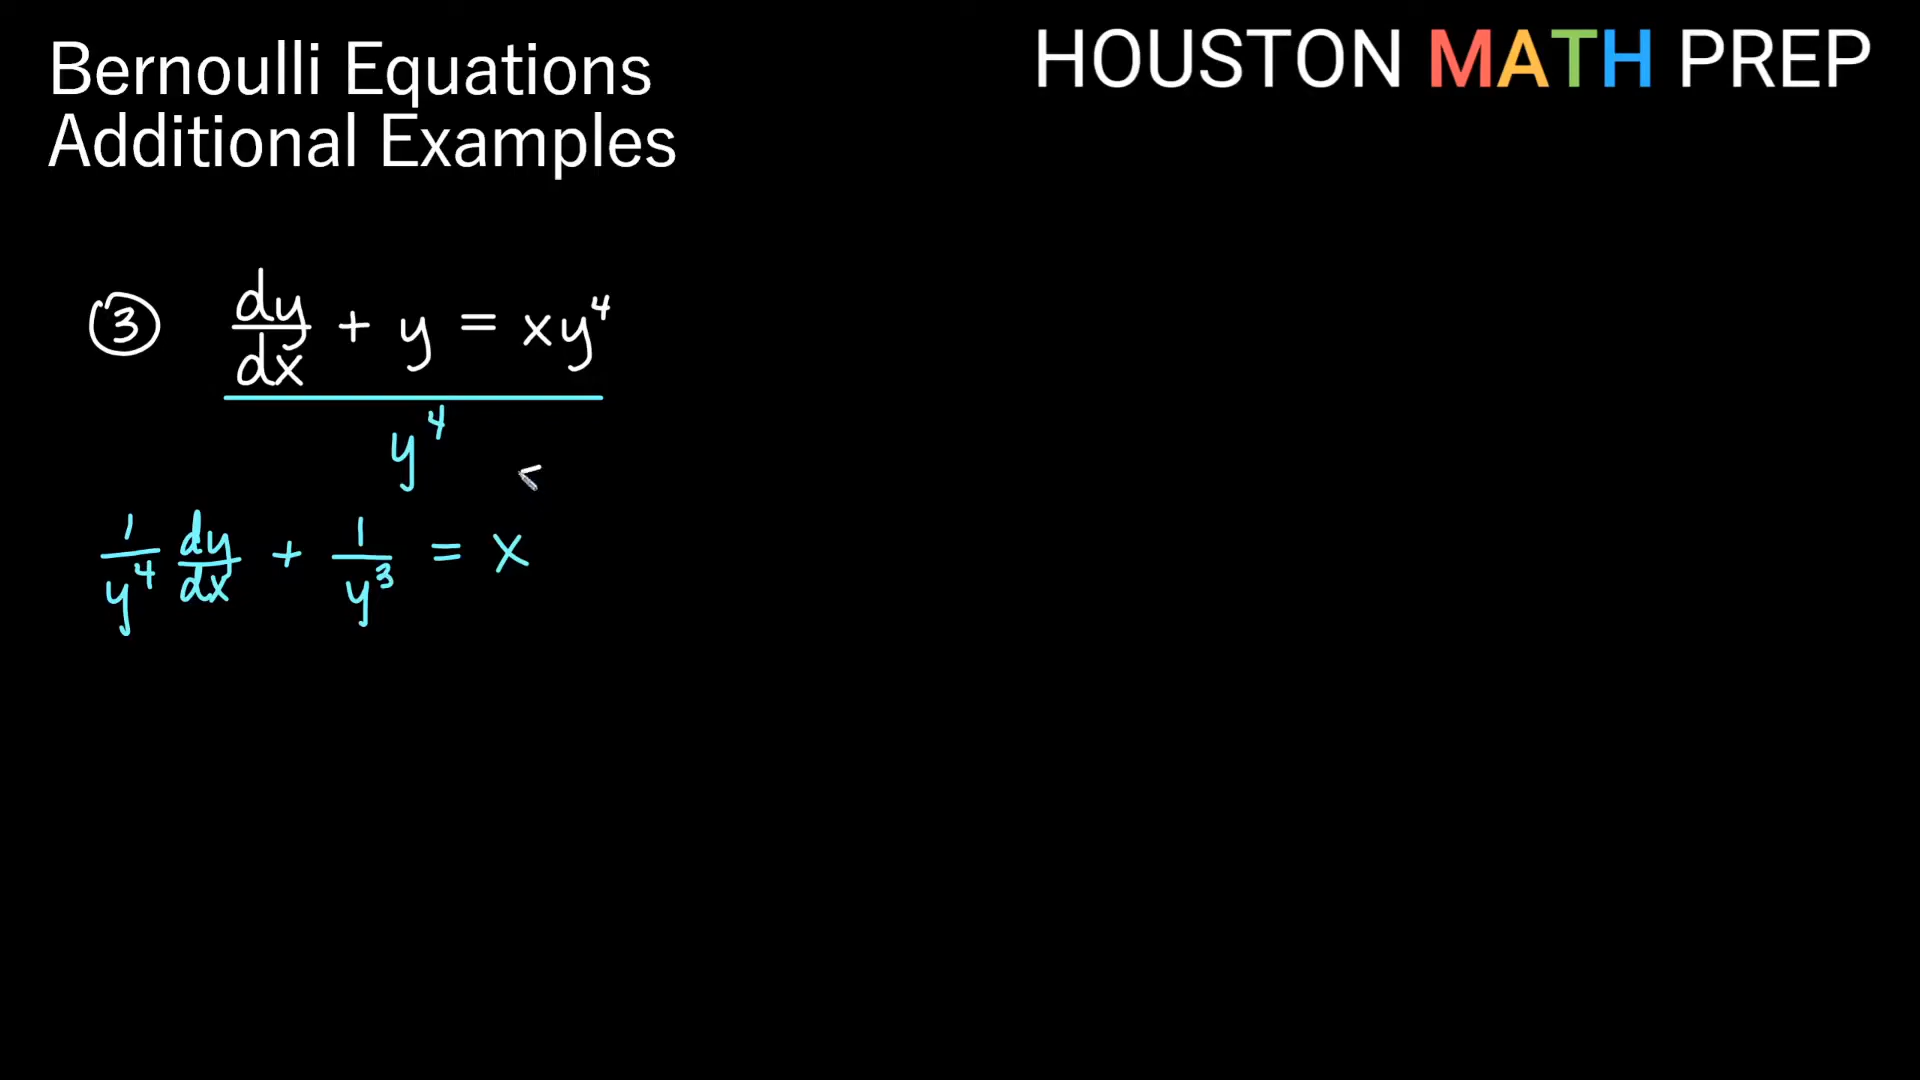 Bernoulli Equations
Additional Examples
HOUSTON MATH PREP
③ dy/dx + y = xy⁴
y⁴
1/y⁴ dy/dx + 1/y³ = x